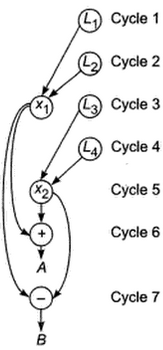 L₁ Cycle 1
L₂ Cycle 2
x₁ L₃ Cycle 3
L₄ Cycle 4
x₂ Cycle 5
+ Cycle 6
A
− Cycle 7
B